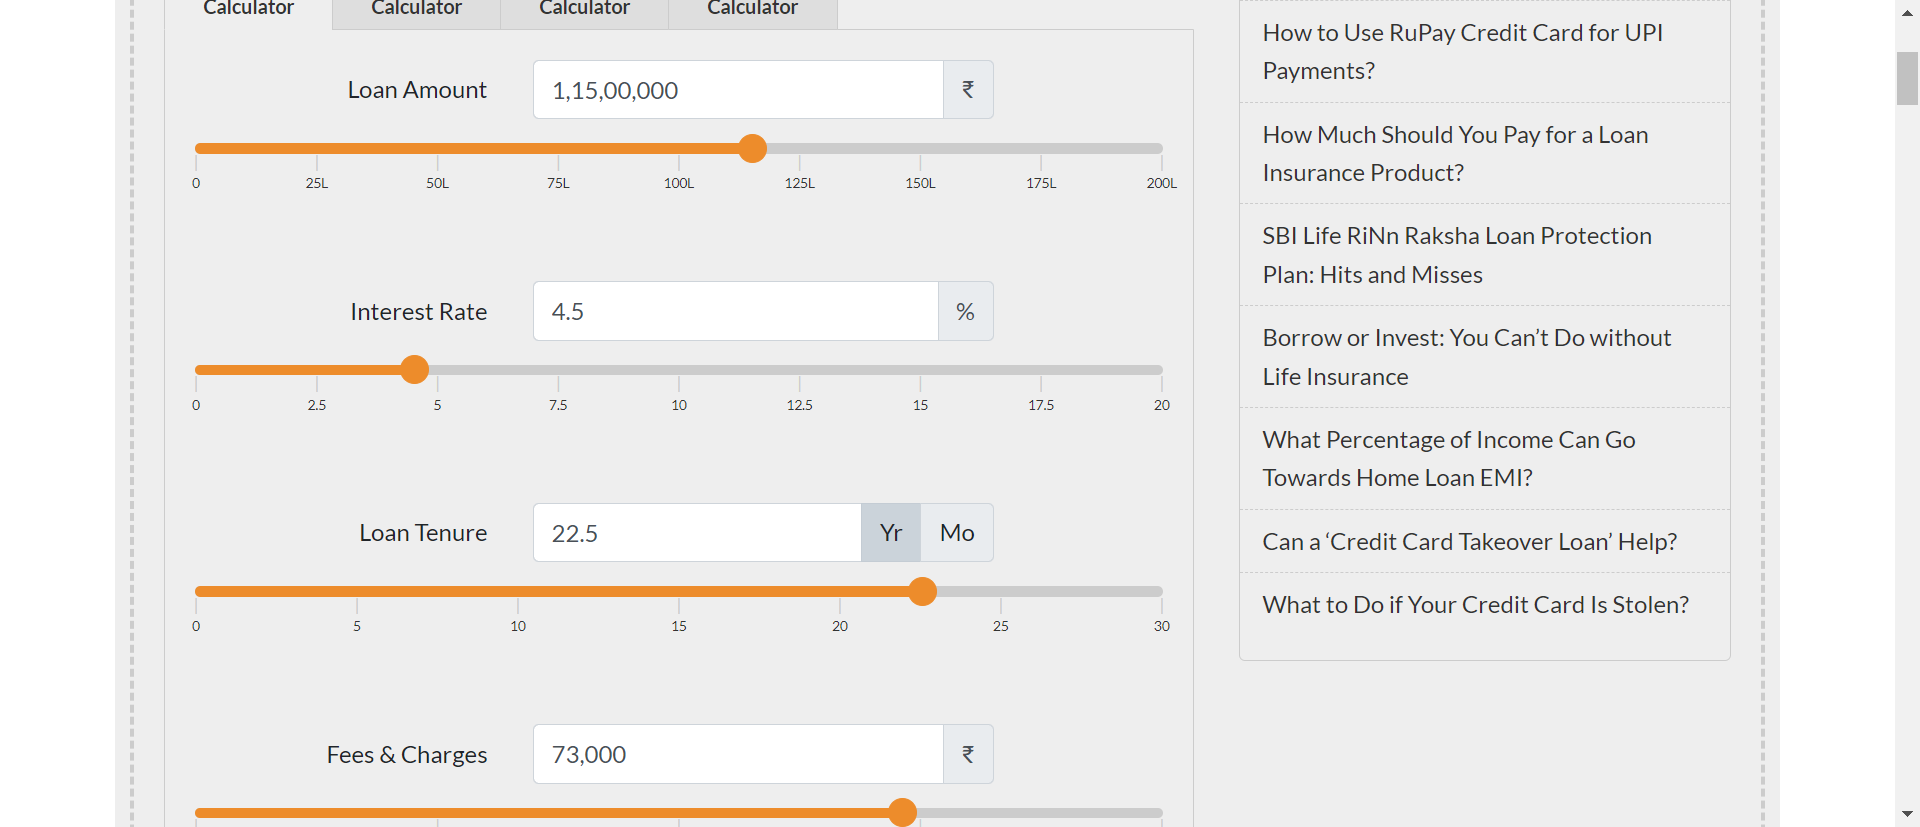 Calculator Calculator Calculator Calculator
Loan Amount 1,15,00,000 ₹
0 25L 50L 75L 100L 125L 150L 175L 200L
Interest Rate 4.5 %
0 2.5 5 7.5 10 12.5 15 17.5 20
Loan Tenure 22.5 Yr Mo
0 5 10 15 20 25 30
Fees & Charges 73,000 ₹
How to Use RuPay Credit Card for UPI
Payments?
How Much Should You Pay for a Loan
Insurance Product?
SBI Life RiNn Raksha Loan Protection
Plan: Hits and Misses
Borrow or Invest: You Can’t Do without
Life Insurance
What Percentage of Income Can Go
Towards Home Loan EMI?
Can a ‘Credit Card Takeover Loan’ Help?
What to Do if Your Credit Card Is Stolen?